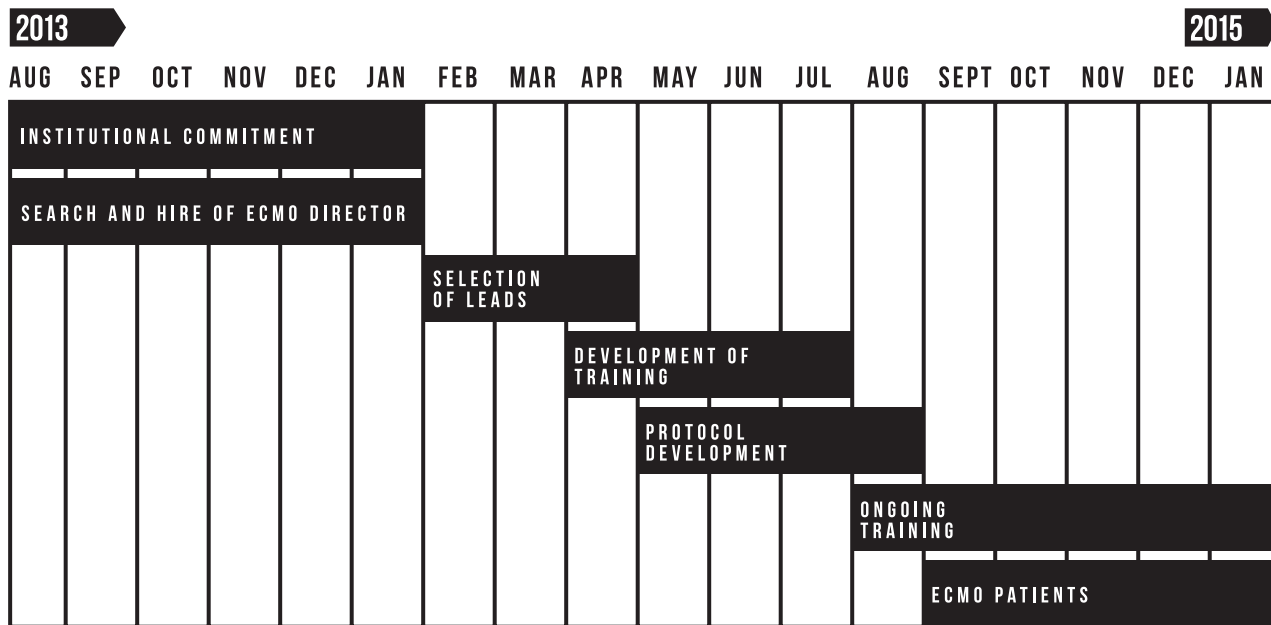 2013 2015
AUG SEP OCT NOV DEC JAN FEB MAR APR MAY JUN JUL AUG SEPT OCT NOV DEC JAN
INSTITUTIONAL COMMITMENT
SEARCH AND HIRE OF ECMO DIRECTOR
SELECTION
OF LEADS
DEVELOPMENT OF
TRAINING
PROTOCOL
DEVELOPMENT
ONGOING
TRAINING
ECMO PATIENTS